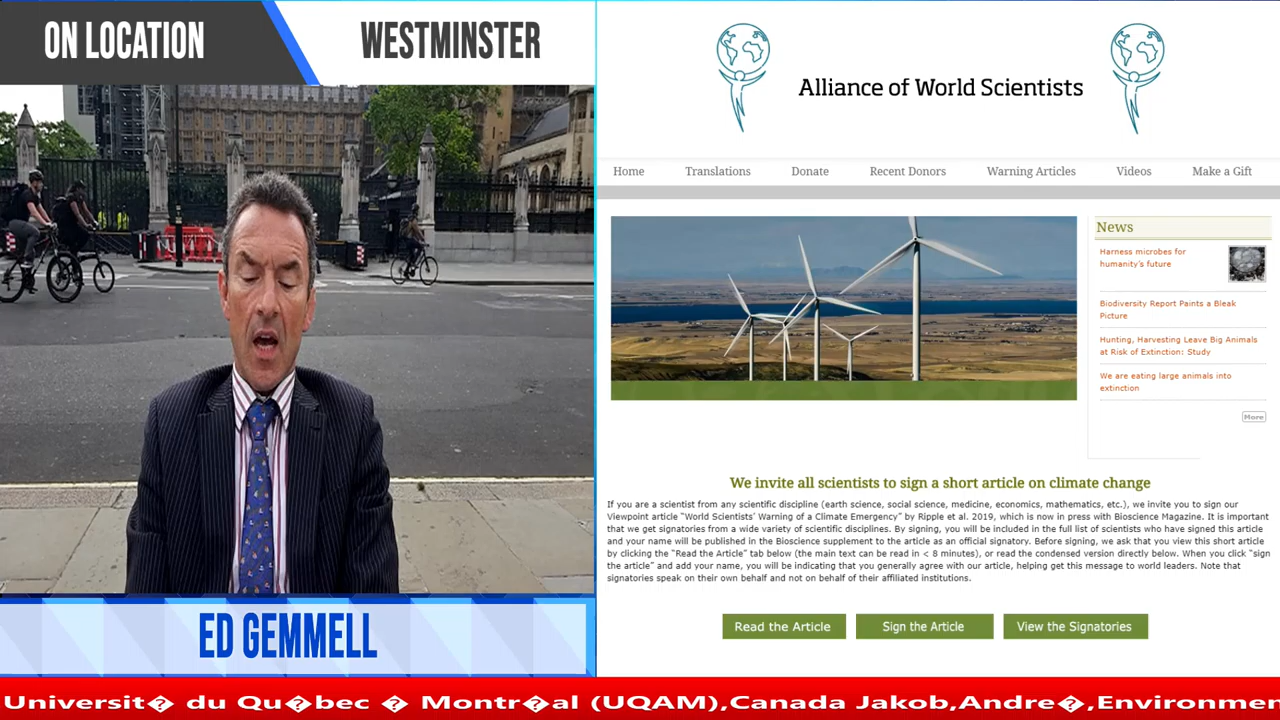 ON LOCATION
WESTMINSTER
ED GEMMELL
Alliance of World Scientists
Home Translations Donate Recent Donors Warning Articles Videos Make a Gift
News
Harness microbes for
humanity's future
Biodiversity Report Paints a Bleak
Picture
Hunting, Harvesting Leave Big Animals
at Risk of Extinction: Study
We are eating large animals into
extinction
More
We invite all scientists to sign a short article on climate change
If you are a scientist from any scientific discipline (earth science, social science, medicine, economics, mathematics, etc.), we invite you to sign our
Viewpoint article “World Scientists’ Warning of a Climate Emergency” by Ripple et al. 2019, which is now in press with Bioscience Magazine. It is important
that we get signatories from a wide variety of scientific disciplines. By signing, you will be included in the full list of scientists who have signed this article
and your name will be published in the Bioscience supplement to the article as an official signatory. Before signing, we ask that you view this short article
by clicking the “Read the Article” tab below (the main text can be read in < 8 minutes), or read the condensed version directly below. When you click “sign
the article” and add your name, you will be indicating that you generally agree with our article, helping get this message to world leaders. Note that
signatories speak on their own behalf and not on behalf of their affiliated institutions.
Read the Article Sign the Article View the Signatories
Universit� du Qu�bec � Montr�al (UQAM),Canada Jakob,Andre�,Environmen